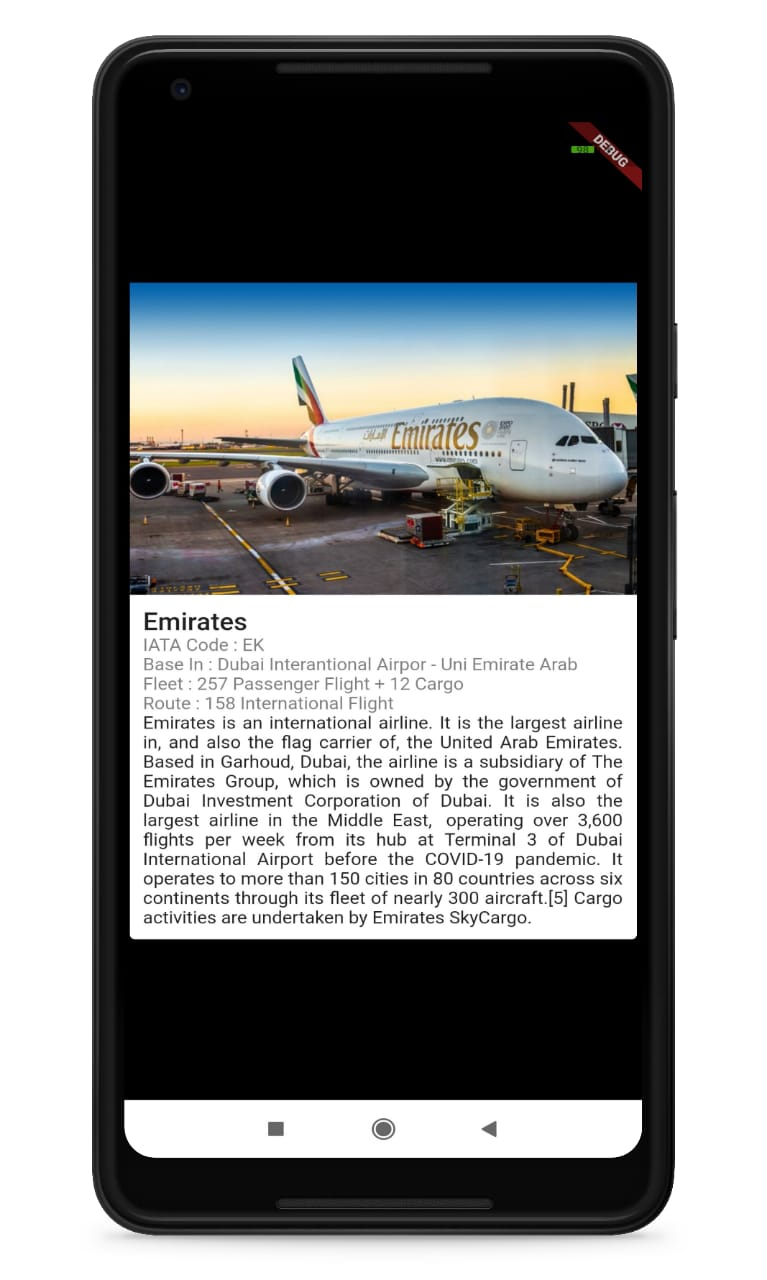 98
DEBUG
الإمارات
Emirates
www.emirates.com
Emirates
IATA Code : EK
Base In : Dubai Interantional Airpor - Uni Emirate Arab
Fleet : 257 Passenger Flight + 12 Cargo
Route : 158 International Flight
Emirates is an international airline. It is the largest airline
in, and also the flag carrier of, the United Arab Emirates.
Based in Garhoud, Dubai, the airline is a subsidiary of The
Emirates Group, which is owned by the government of
Dubai Investment Corporation of Dubai. It is also the
largest airline in the Middle East, operating over 3,600
flights per week from its hub at Terminal 3 of Dubai
International Airport before the COVID-19 pandemic. It
operates to more than 150 cities in 80 countries across six
continents through its fleet of nearly 300 aircraft.[5] Cargo
activities are undertaken by Emirates SkyCargo.